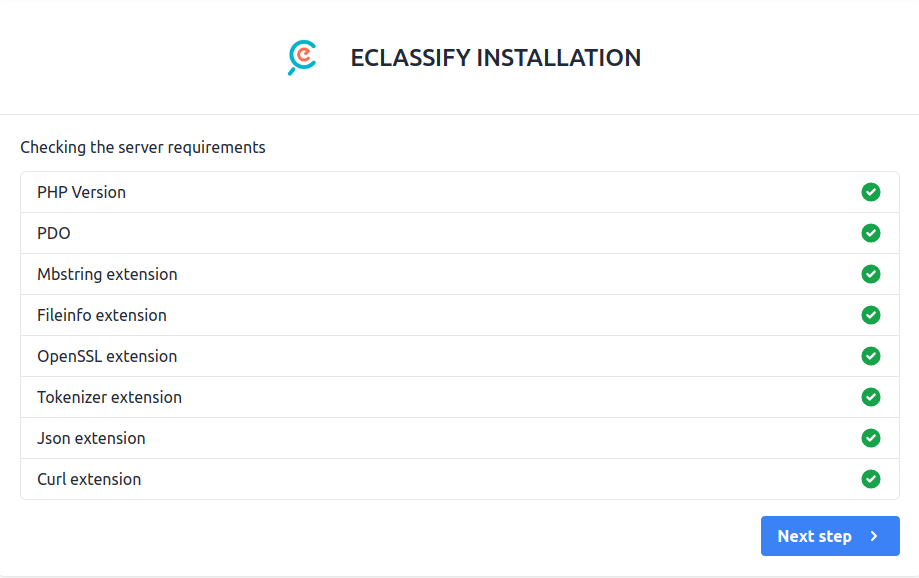 ECLASSIFY INSTALLATION
Checking the server requirements
PHP Version
PDO
Mbstring extension
Fileinfo extension
OpenSSL extension
Tokenizer extension
Json extension
Curl extension
Next step